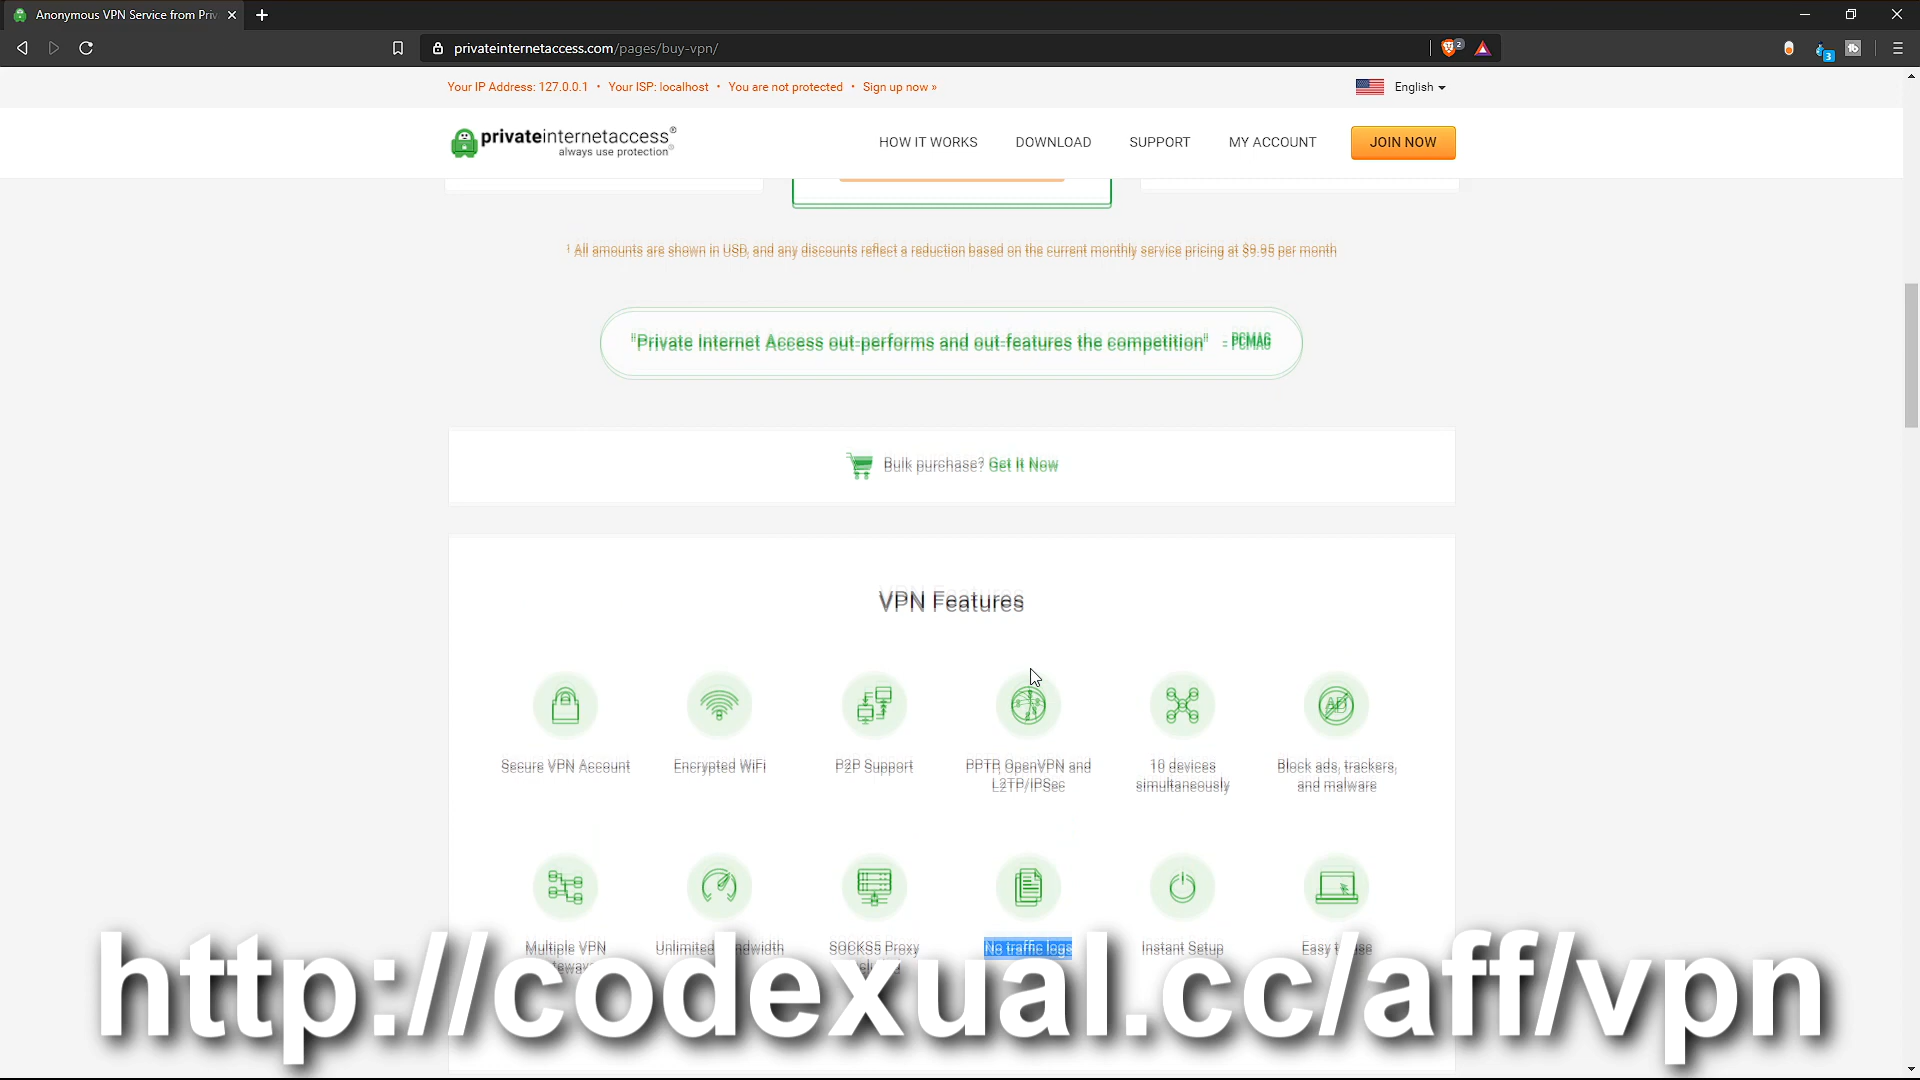 Anonymous VPN Service from Priv
privateinternetaccess.com/pages/buy-vpn/
2
3
Your IP Address: 127.0.0.1 • Your ISP: localhost • You are not protected • Sign up now »
English
privateinternetaccess®
always use protection®
HOW IT WORKS
DOWNLOAD
SUPPORT
MY ACCOUNT
JOIN NOW
¹ All amounts are shown in USD, and any discounts reflect a reduction based on the current monthly service pricing at $9.95 per month
"Private Internet Access out-performs and out-features the competition" - PCMAG
Bulk purchase? Get It Now
VPN Features
AD
Secure VPN Account
Encrypted WiFi
P2P Support
PPTP, OpenVPN and
L2TP/IPSec
10 devices
simultaneously
Block ads, trackers,
and malware
Multiple VPN
Unlimited
SOCKS5 Proxy
No traffic logs
Instant Setup
Easy
http://codexual.cc/aff/vpn